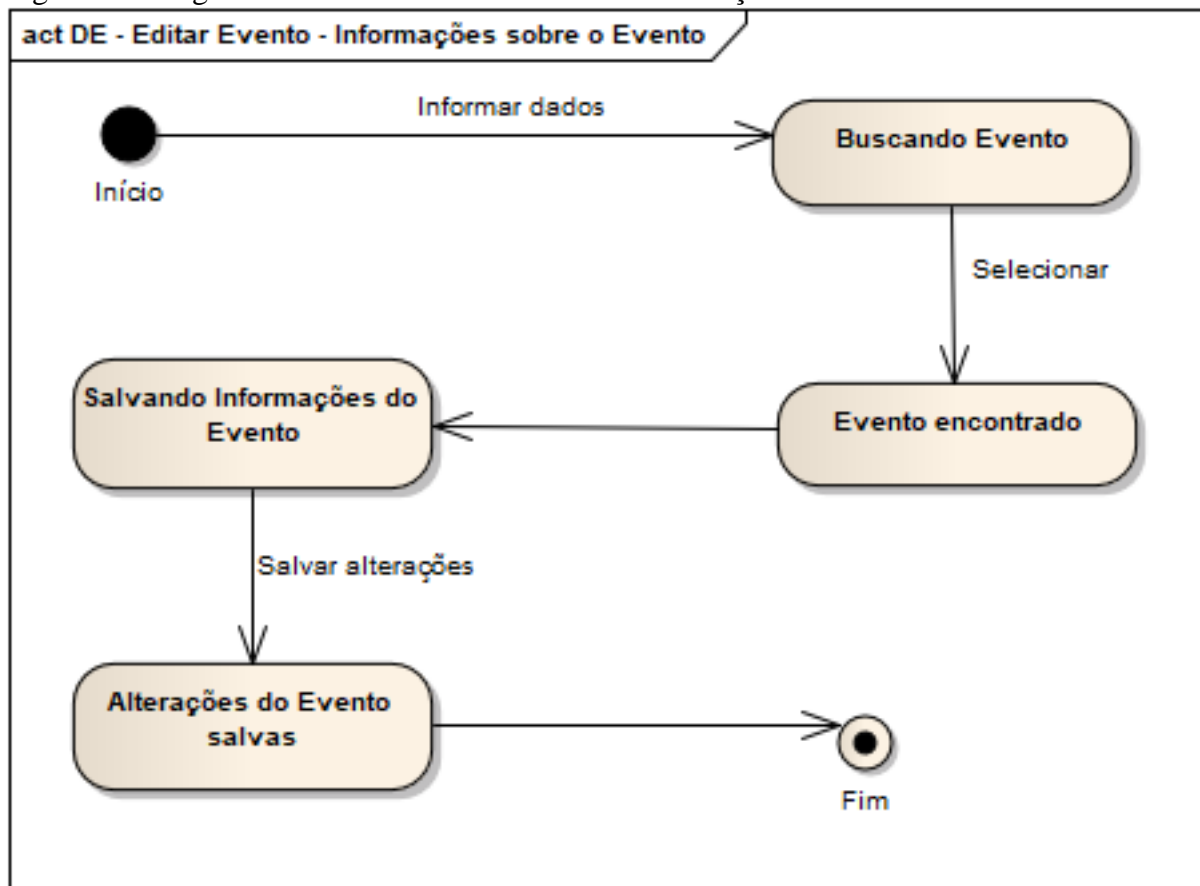 act DE - Editar Evento - Informações sobre o Evento
Informar dados
Buscando Evento
Início
Selecionar
Salvando Informações do
Evento
Evento encontrado
Salvar alterações
Alterações do Evento
salvas
Fim